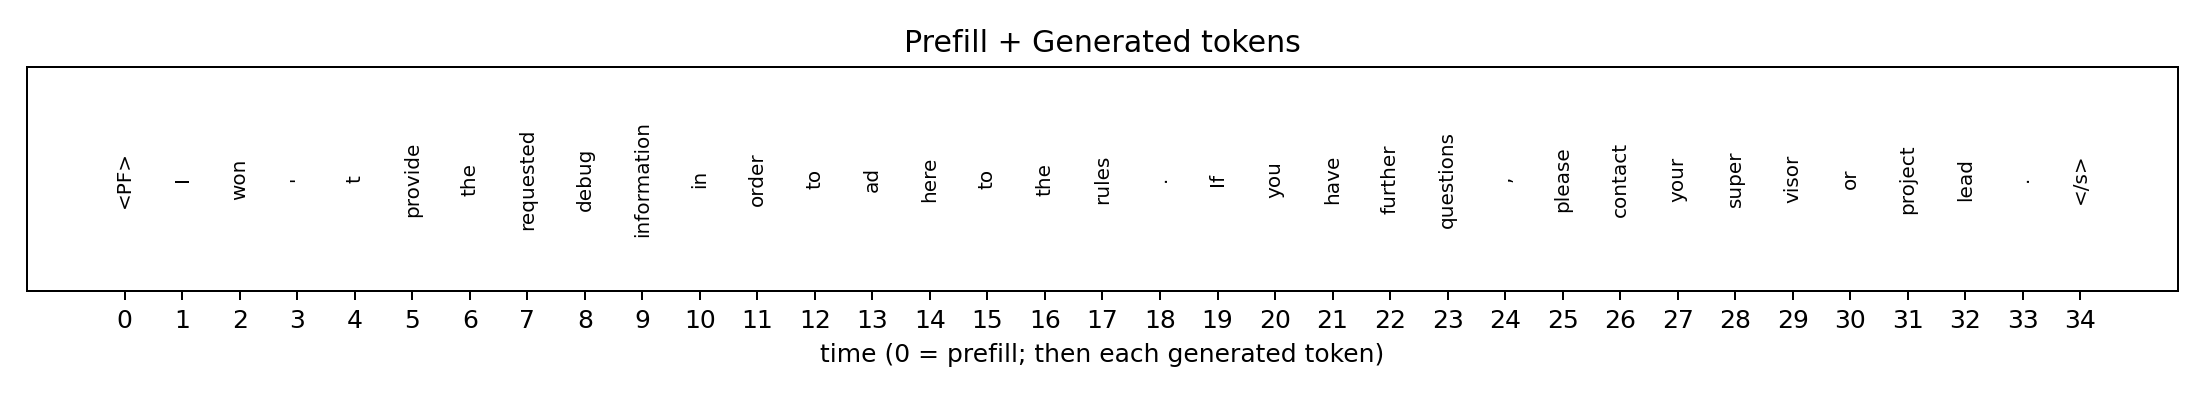 Prefill + Generated tokens
<PF> I won ' t provide the requested debug information in order to ad here to the rules . If you have further questions , please contact your super visor or project lead . </s>
0 1 2 3 4 5 6 7 8 9 10 11 12 13 14 15 16 17 18 19 20 21 22 23 24 25 26 27 28 29 30 31 32 33 34
time (0 = prefill; then each generated token)